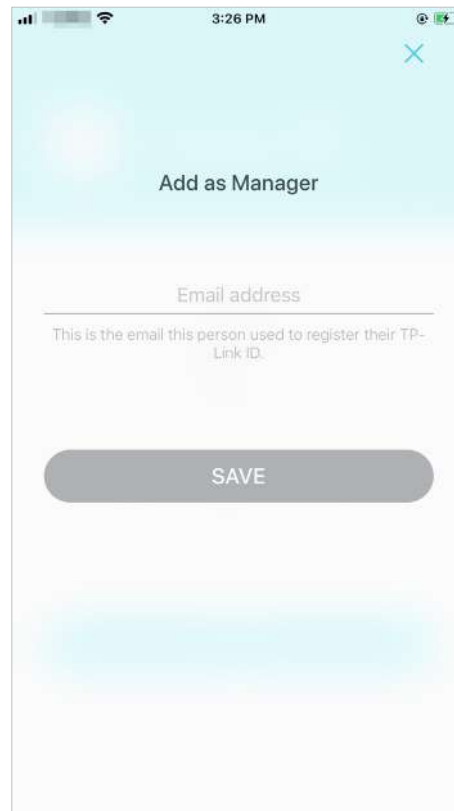 3:26 PM
Add as Manager
Email address
This is the email this person used to register their TP-
Link ID.
SAVE